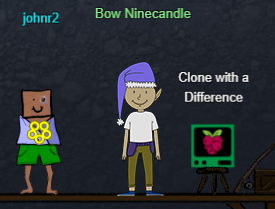 johnr2
Bow Ninecandle
Clone with a
Difference